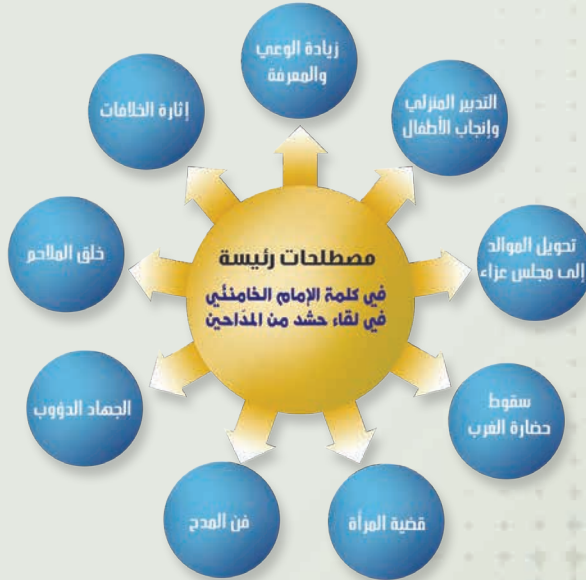 مصطلحات رئيسة
في كلمة الإمام الخامنئي
في لقاء حشد من المدّاحين
زيادة الوعي
والمعرفة
التدبير المنزلي
وإنجاب الأطفال
تحويل الموالد
إلى مجلس عزاء
سقوط
حضارة الغرب
قضية المرأة
فن المدح
الجهاد الدؤوب
خلق الملاحم
إثارة الخلافات